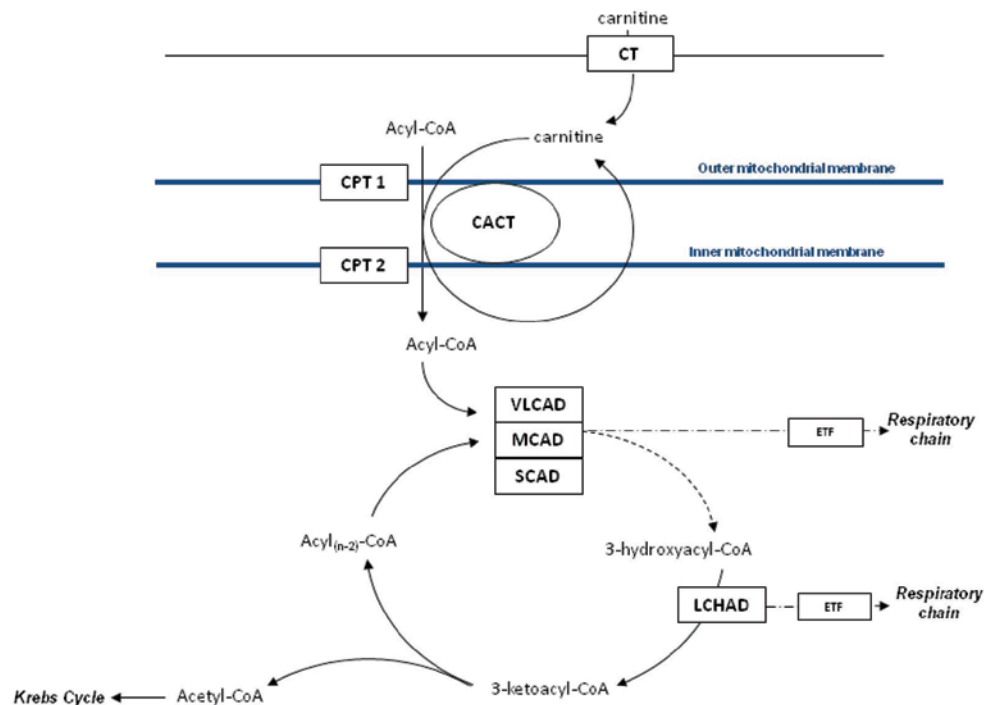 carnitine
CT
Acyl-CoA
carnitine
CPT 1
Outer mitochondrial membrane
CACT
CPT 2
Inner mitochondrial membrane
Acyl-CoA
VLCAD
MCAD
SCAD
ETF
Respiratory
chain
Acyl(n-2)-CoA
3-hydroxyacyl-CoA
LCHAD
ETF
Respiratory
chain
3-ketoacyl-CoA
Acetyl-CoA
Krebs Cycle